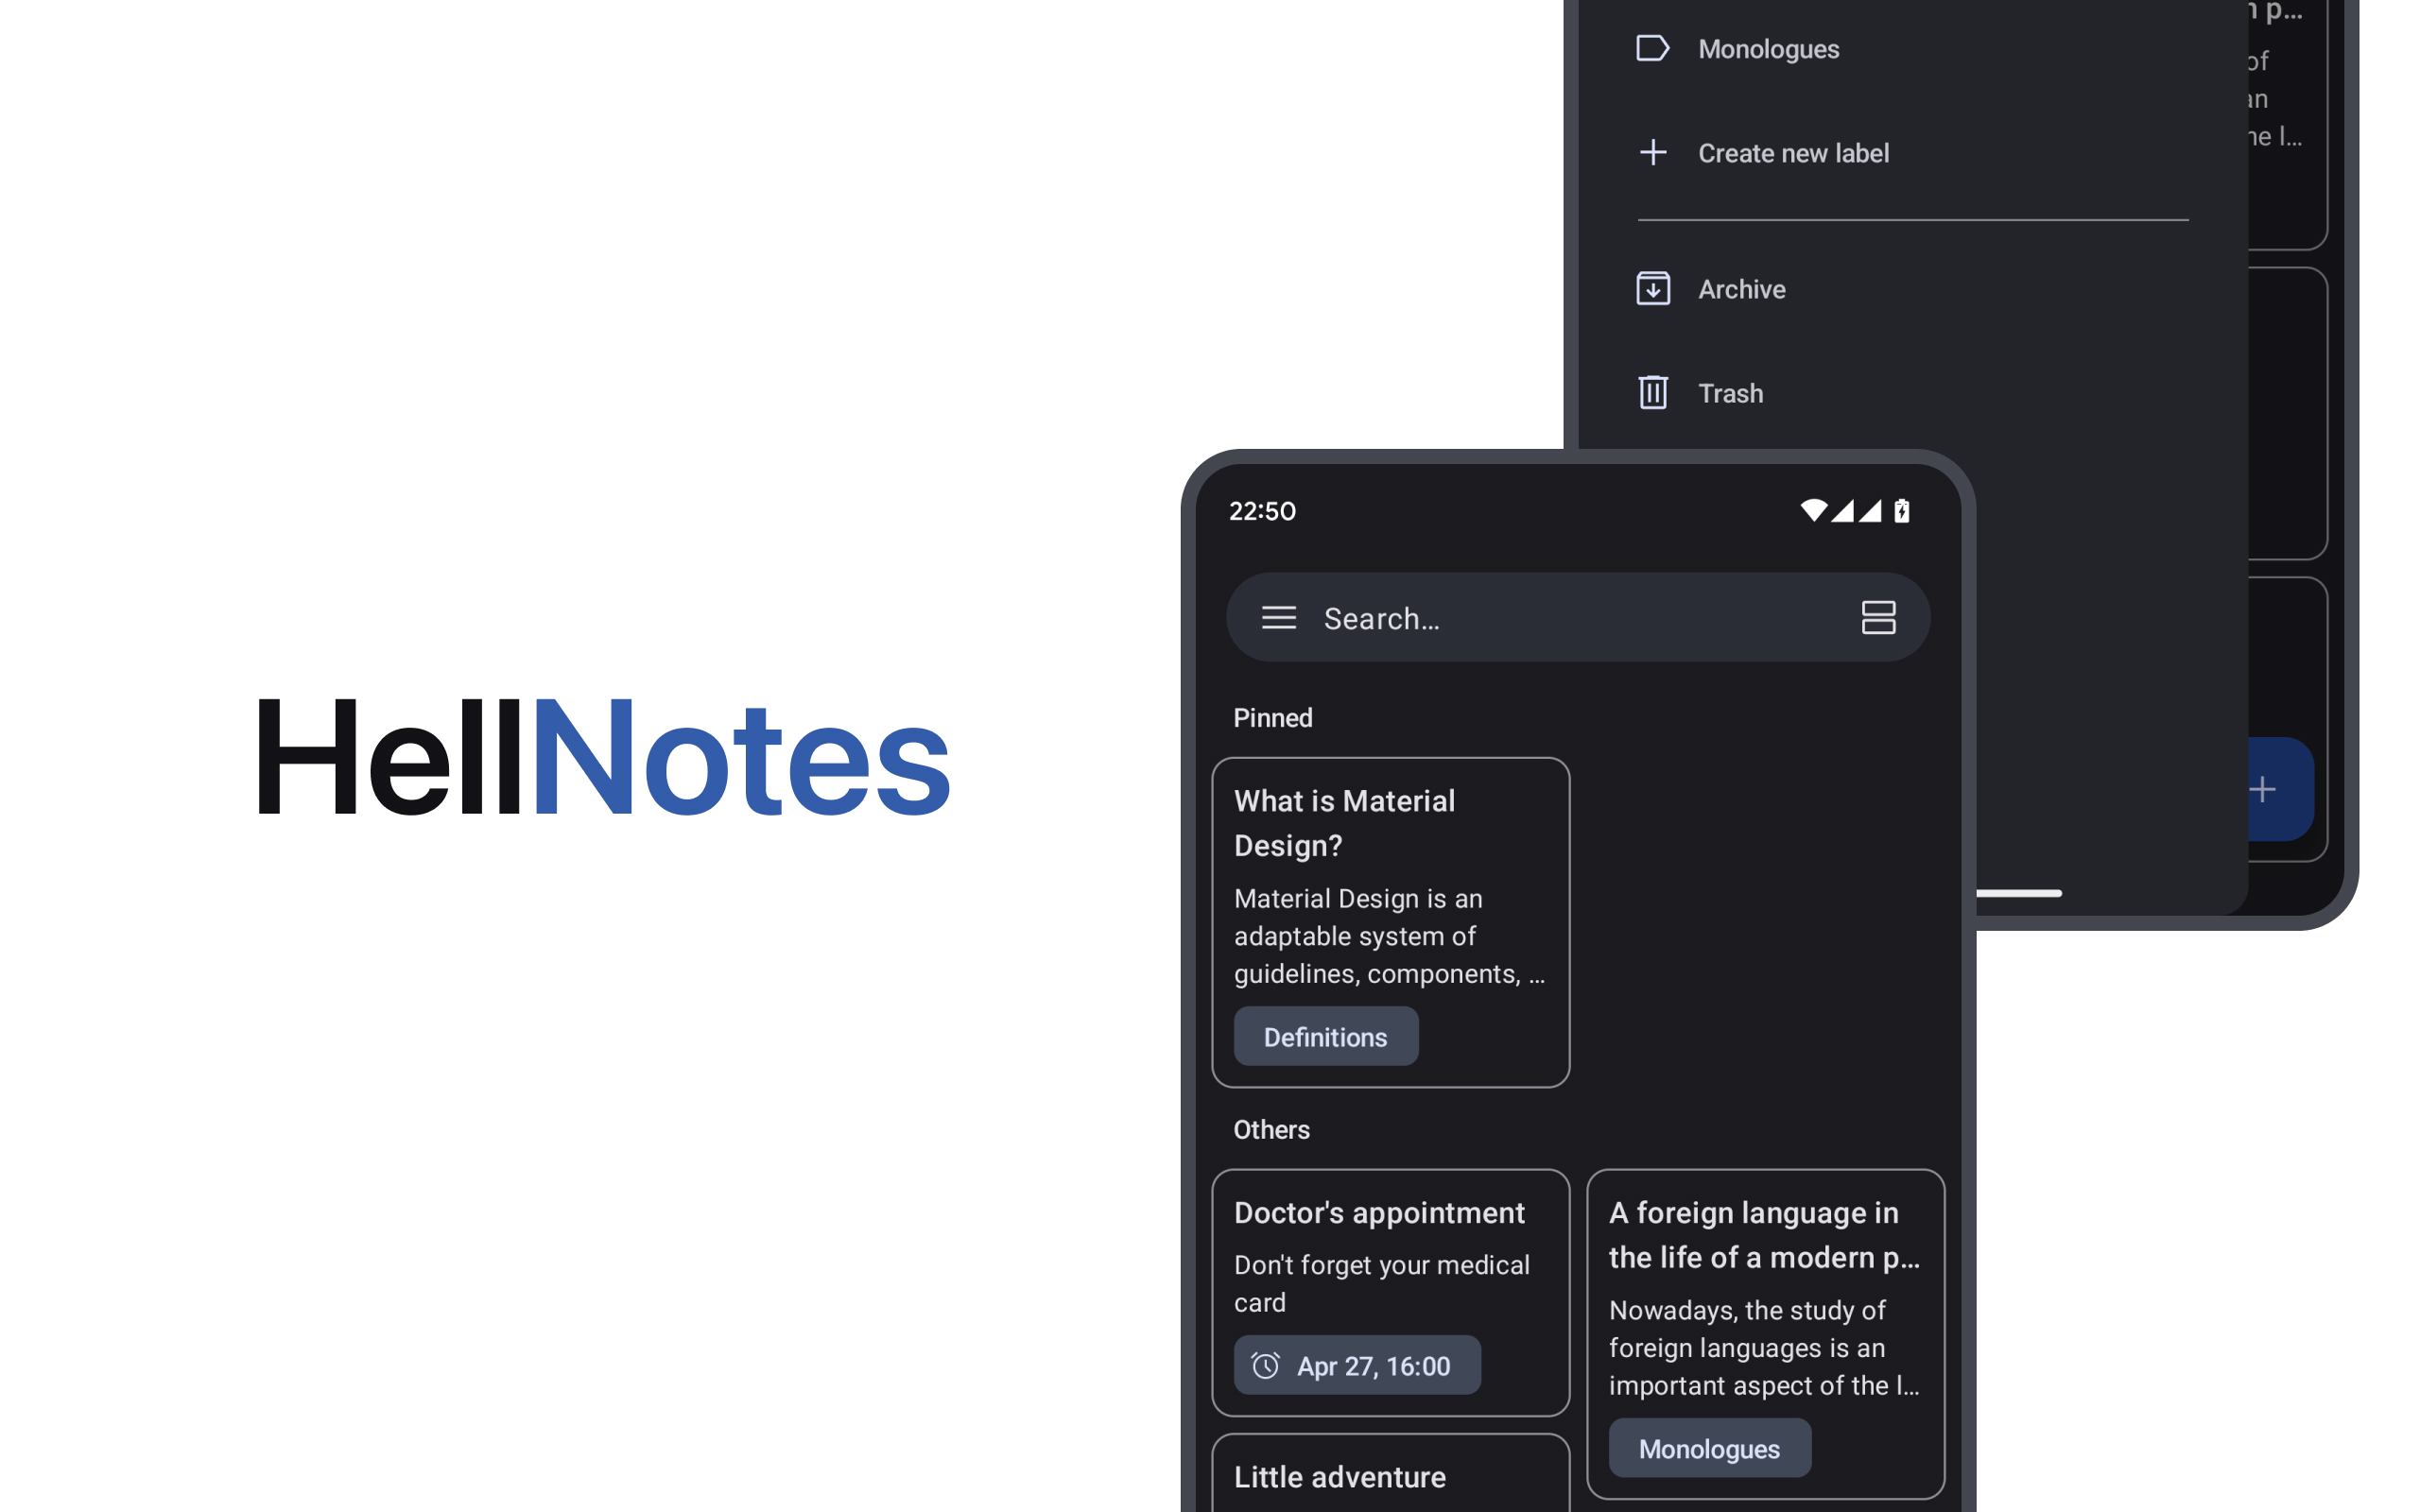 HellNotes
Monologues
Create new label
Archive
Trash
n p...
of
an
ne l...
22:50
Search...
Pinned
What is Material
Design?
Material Design is an
adaptable system of
guidelines, components, ...
Definitions
Others
Doctor's appointment
Don't forget your medical
card
Apr 27, 16:00
Little adventure
A foreign language in
the life of a modern p...
Nowadays, the study of
foreign languages is an
important aspect of the l...
Monologues